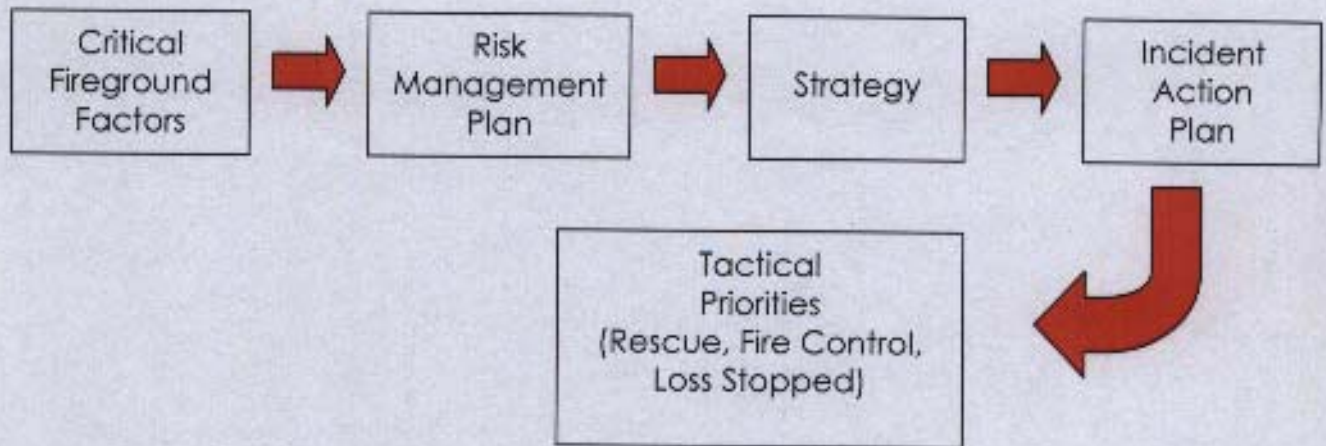 Critical
Fireground
Factors
Risk
Management
Plan
Strategy
Incident
Action
Plan
Tactical
Priorities
(Rescue, Fire Control,
Loss Stopped)